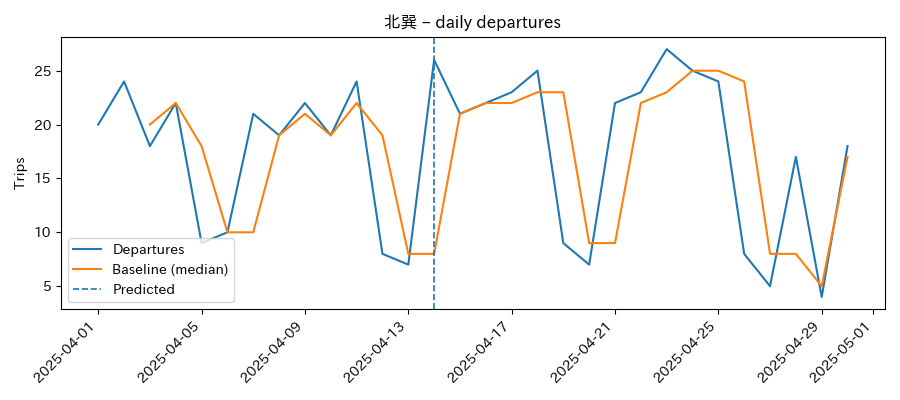 北巽 – daily departures
Trips
25
20
15
10
5
Departures
Baseline (median)
Predicted
2025-04-01
2025-04-05
2025-04-09
2025-04-13
2025-04-17
2025-04-21
2025-04-25
2025-04-29
2025-05-01